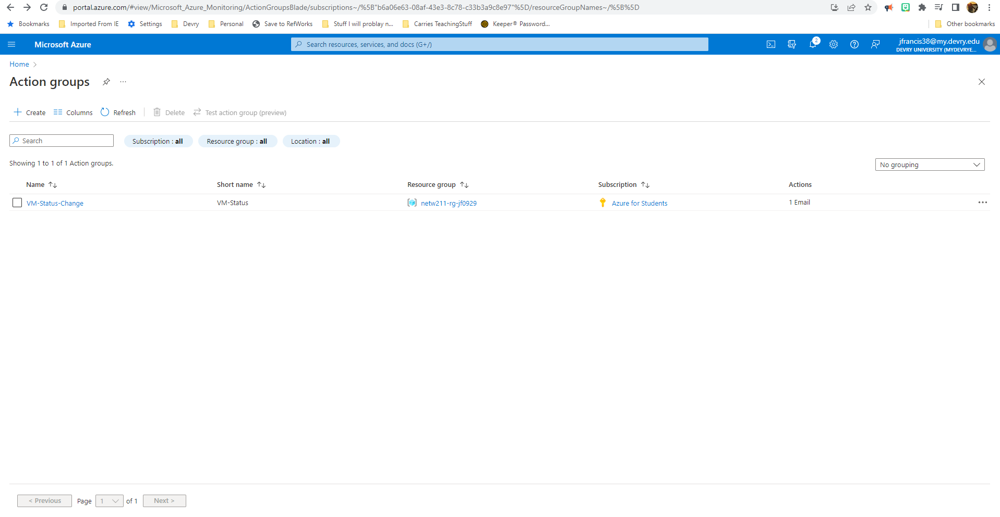 portal.azure.com/#view/Microsoft_Azure_Monitoring/ActionGroupsBlade/subscriptions~/%5B"b6a06e63-08af-43e3-8c78-c33b3a9c8e97"%5D/resourceGroupNames~/%5B%5D
Bookmarks Imported From IE Settings Devry Personal Save to RefWorks Stuff I will problay n... Carries TeachingStuff Keeper® Password... Other bookmarks
Microsoft Azure Search resources, services, and docs (G+/) 2 jfrancis38@my.devry.edu
DEVRY UNIVERSITY (MYDEVRYE...
Home >
Action groups ...
Create Columns Refresh Delete Test action group (preview)
Search Subscription : all Resource group : all Location : all
Showing 1 to 1 of 1 Action groups. No grouping
Name Short name Resource group Subscription Actions
VM-Status-Change VM-Status netw211-rg-jf0929 Azure for Students 1 Email
< Previous Page 1 of 1 Next >